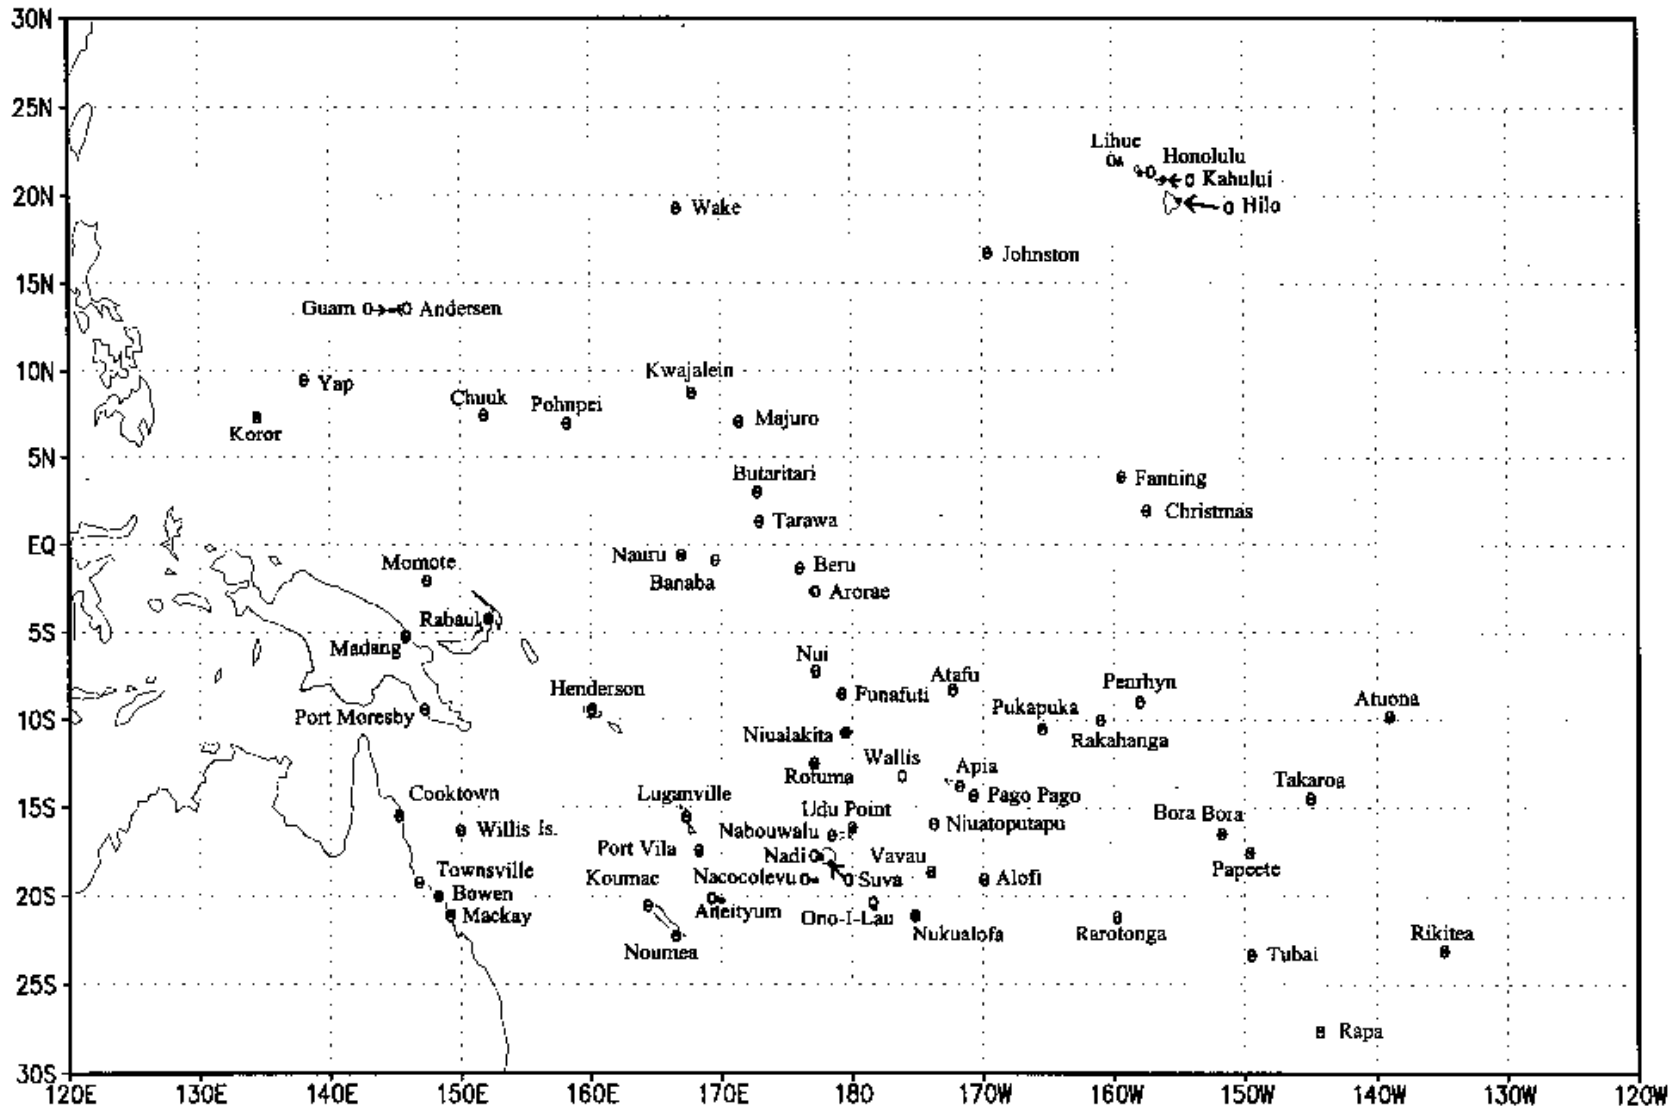 30N
25N
Lihue
Honolulu
Kahului
20N
Wake
Hilo
Johnston
15N
Guam
Andersen
10N
Kwajalein
Yap
Chuuk
Pohnpei
Koror
Majuro
5N
Butaritari
Fanning
Tarawa
Christmas
EQ
Momote
Nauru
Banaba
Beru
Arorae
Rabaul
5S
Madang
Nui
Atafu
Henderson
Funafuti
Penrhyn
Pukapuka
Atuona
10S
Port Moresby
Niualakita
Rakahanga
Wallis
Rotuma
Apia
Takaroa
Cooktown
Luganville
Pago Pago
15S
Udu Point
Bora Bora
Willis Is.
Nabouwalu
Niuatoputapu
Port Vila
Nadi
Vavau
Papeete
Townsville
Koumac
Nacocolevu
Suva
Alofi
20S
Bowen
Mackay
Aneityum
Ono-I-Lau
Nukualofa
Rarotonga
Rikitea
Noumea
Tubai
25S
Rapa
30S
120E 130E 140E 150E 160E 170E 180 170W 160W 150W 140W 130W 120W